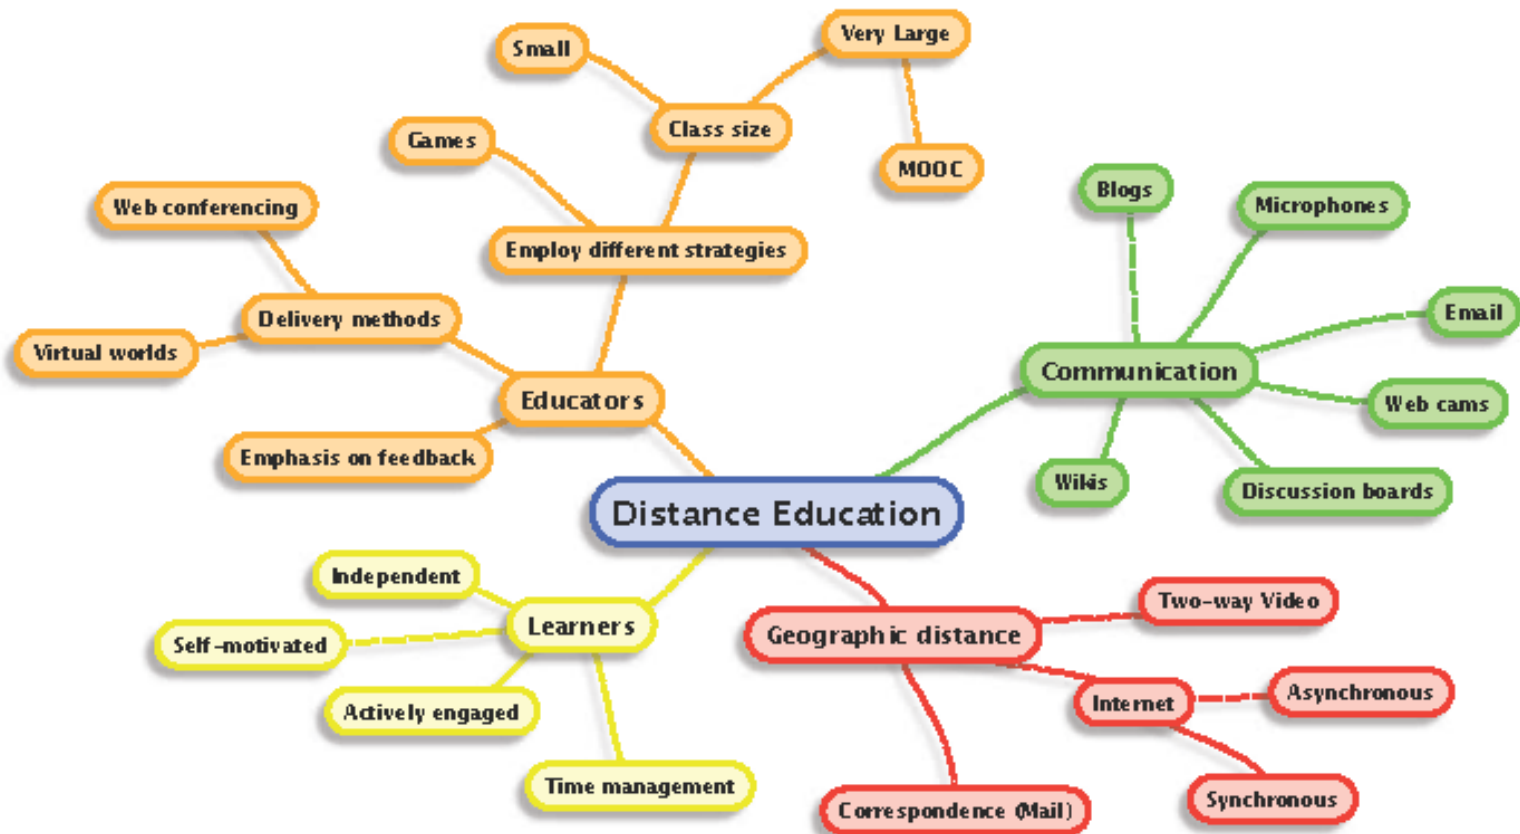 Small
Very Large
Class size
Games
MOOC
Web conferencing
Employ different strategies
Delivery methods
Virtual worlds
Educators
Emphasis on feedback
Blogs
Microphones
Email
Communication
Web cams
Wikis
Discussion boards
Distance Education
Independent
Learners
Self-motivated
Actively engaged
Time management
Two-way Video
Geographic distance
Internet
Asynchronous
Synchronous
Correspondence (Mail)